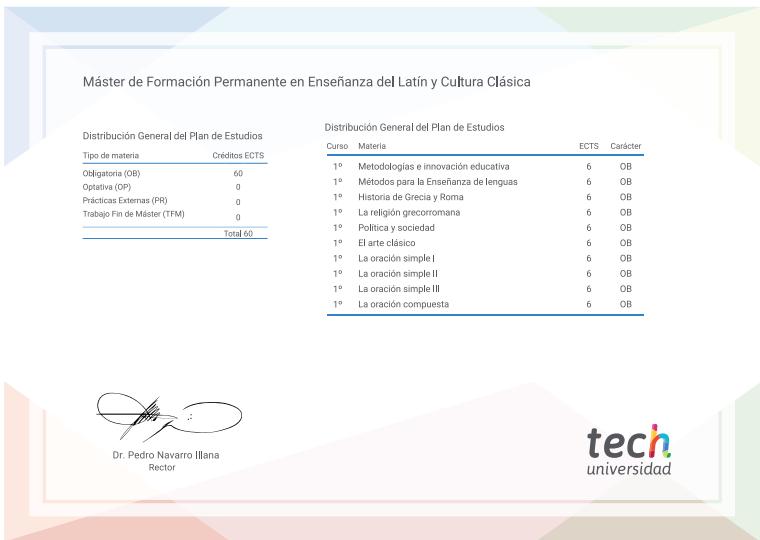 Máster de Formación Permanente en Enseñanza del Latín y Cultura Clásica
Distribución General del Plan de Estudios
Tipo de materia Créditos ECTS
Obligatoria (OB) 60
Optativa (OP) 0
Prácticas Externas (PR) 0
Trabajo Fin de Máster (TFM) 0
Total 60
Distribución General del Plan de Estudios
Curso Materia ECTS Carácter
1º Metodologías e innovación educativa 6 OB
1º Métodos para la Enseñanza de lenguas 6 OB
1º Historia de Grecia y Roma 6 OB
1º La religión grecorromana 6 OB
1º Política y sociedad 6 OB
1º El arte clásico 6 OB
1º La oración simple I 6 OB
1º La oración simple II 6 OB
1º La oración simple III 6 OB
1º La oración compuesta 6 OB
Dr. Pedro Navarro Illana
Rector
tech
universidad